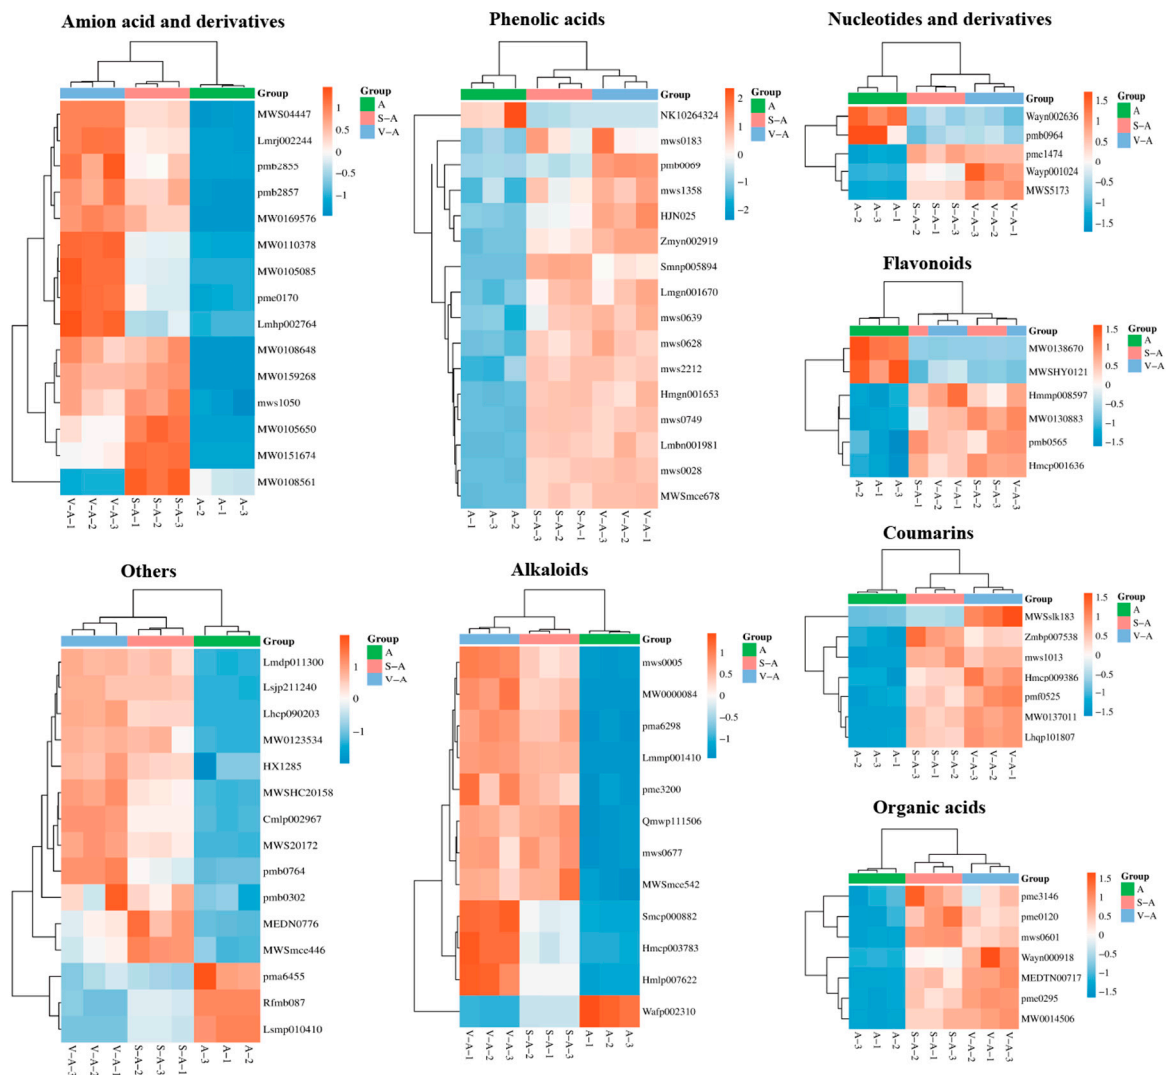 Amion acid and derivatives
Group
MWS04447
Lmrj002244
pmb2855
pmb2857
MW0169576
MW0110378
MW0105085
pme0170
Lmhp002764
MW0108648
MW0159268
mws1050
MW0105650
MW0151674
MW0108561
V-A-1
V-A-2
V-A-3
S-A-1
S-A-2
S-A-3
A-2
A-1
A-3
1
0.5
0
-0.5
-1
Group
A
S-A
V-A
Phenolic acids
Group
NK10264324
mws0183
pmb0069
mws1358
HJN025
Zmyn002919
Smnp005894
Lmgn001670
mws0639
mws0628
mws2212
Hmgn001653
mws0749
Lmbn001981
mws0028
MWSmce678
A-1
A-3
A-2
S-A-3
S-A-2
S-A-1
V-A-3
V-A-2
V-A-1
2
1
0
-1
-2
Group
A
S-A
V-A
Nucleotides and derivatives
Group
Wayn002636
pmb0964
pme1474
Wayp001024
MWS5173
A-2
A-3
A-1
S-A-2
S-A-1
S-A-3
V-A-3
V-A-2
V-A-1
1.5
1
0.5
0
-0.5
-1
-1.5
Group
A
S-A
V-A
Flavonoids
Group
MW0138670
MWSHY0121
Hmmp008597
MW0130883
pmb0565
Hmcp001636
A-2
A-1
A-3
S-A-1
V-A-2
V-A-1
S-A-2
S-A-3
V-A-3
1.5
1
0.5
0
-0.5
-1
-1.5
Group
A
S-A
V-A
Coumarins
Group
MWSslk183
Zmbp007538
mws1013
Hmcp009386
pmf0525
MW0137011
Lhqp101807
A-2
A-3
A-1
S-A-3
S-A-1
S-A-2
V-A-3
V-A-2
V-A-1
1.5
1
0.5
0
-0.5
-1
-1.5
Group
A
S-A
V-A
Others
Group
Lmdp011300
Lsjp211240
Lhcp090203
MW0123534
HX1285
MWSHC20158
Cmlp002967
MWS20172
pmb0764
pmb0302
MEDN0776
MWSmce446
pma6455
Rfmb087
Lsmp010410
V-A-3
V-A-2
V-A-1
S-A-2
S-A-3
S-A-1
A-3
A-1
A-2
1
0
-1
Group
A
S-A
V-A
Alkaloids
Group
mws0005
MW0000084
pma6298
Lmmp001410
pme3200
Qmwp111506
mws0677
MWSmce542
Smcp000882
Hmcp003783
Hmlp007622
Wafp002310
V-A-1
V-A-2
V-A-3
S-A-2
S-A-1
S-A-3
A-1
A-2
A-3
1
0.5
0
-0.5
-1
Group
A
S-A
V-A
Organic acids
Group
pme3146
pme0120
mws0601
Wayn000918
MEDTN00717
pme0295
MW0014506
A-3
A-1
A-2
S-A-2
S-A-1
S-A-3
V-A-2
V-A-1
V-A-3
1.5
1
0.5
0
-0.5
-1
-1.5
Group
A
S-A
V-A